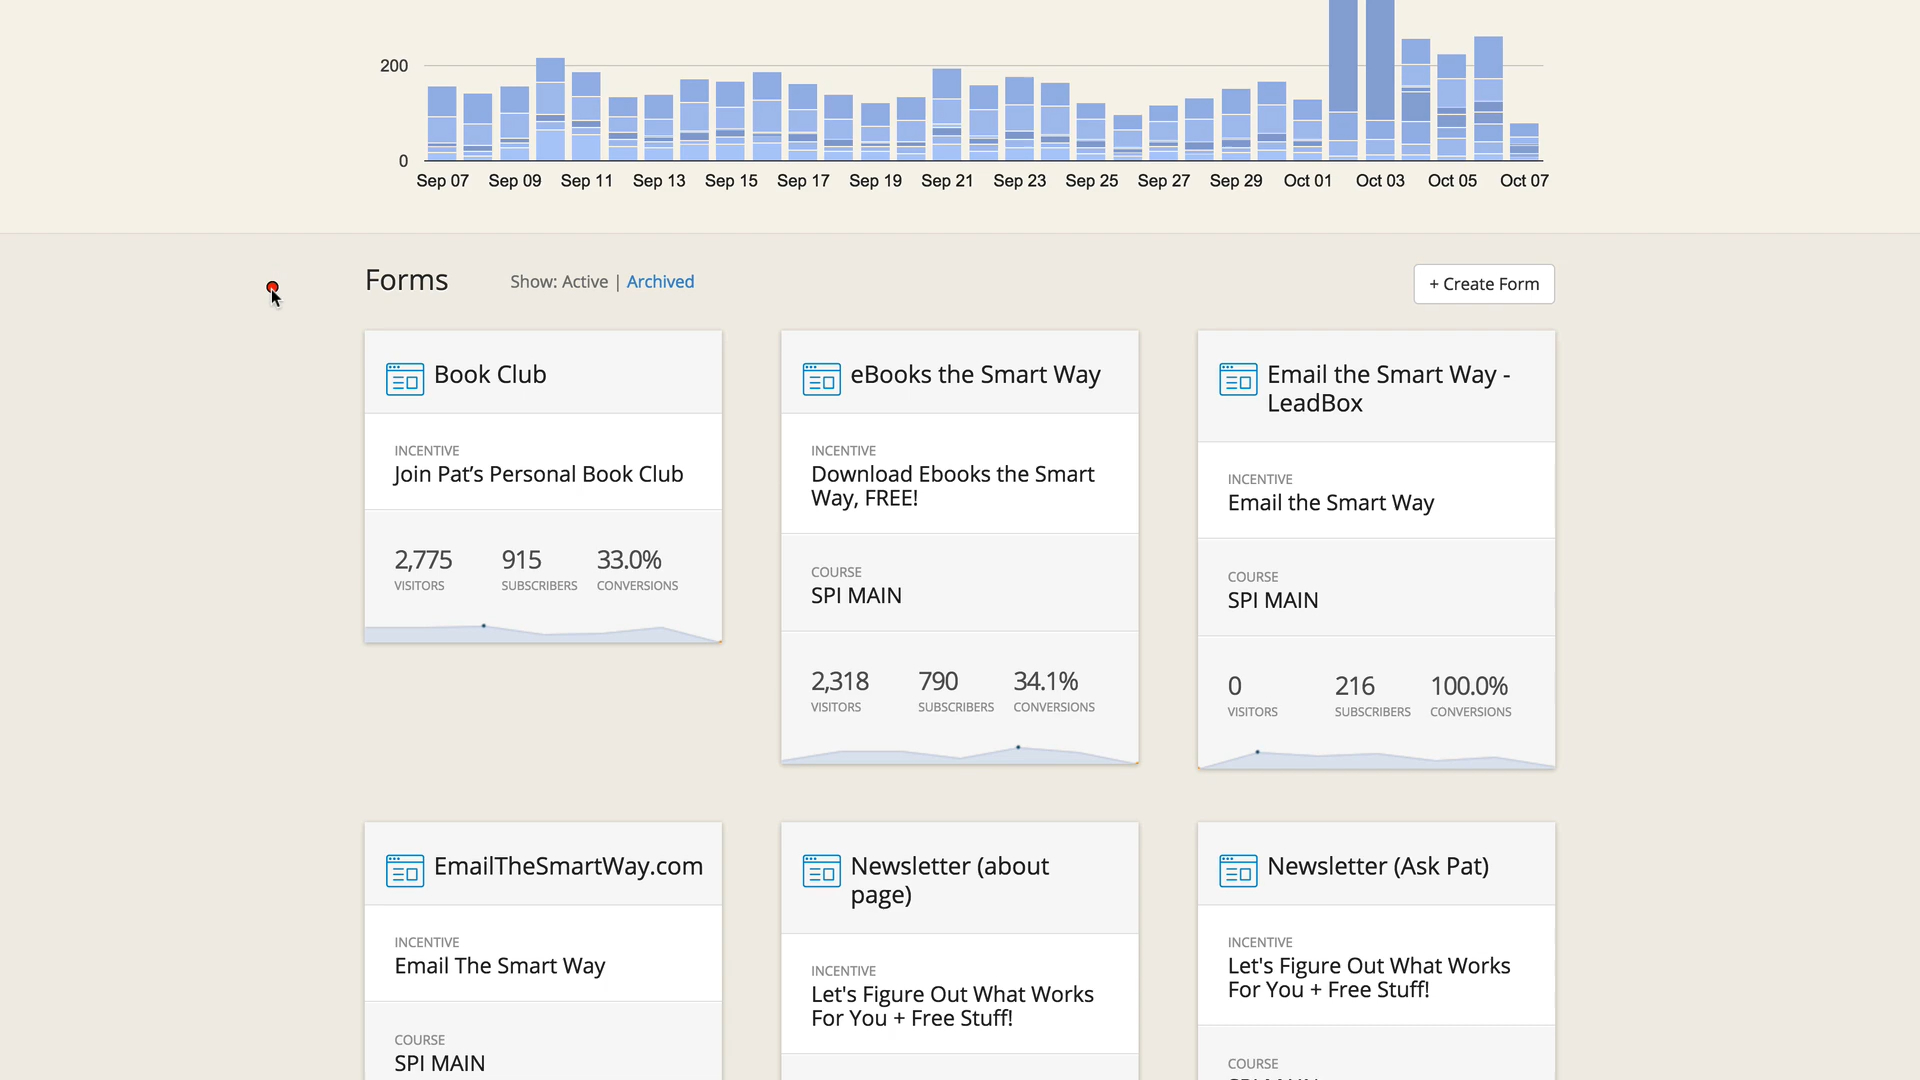 200
0
Sep 07 Sep 09 Sep 11 Sep 13 Sep 15 Sep 17 Sep 19 Sep 21 Sep 23 Sep 25 Sep 27 Sep 29 Oct 01 Oct 03 Oct 05 Oct 07
Forms
Show: Active | Archived
+ Create Form
Book Club
INCENTIVE
Join Pat’s Personal Book Club
2,775 915 33.0%
VISITORS SUBSCRIBERS CONVERSIONS
eBooks the Smart Way
INCENTIVE
Download Ebooks the Smart
Way, FREE!
COURSE
SPI MAIN
2,318 790 34.1%
VISITORS SUBSCRIBERS CONVERSIONS
Email the Smart Way -
LeadBox
INCENTIVE
Email the Smart Way
COURSE
SPI MAIN
0 216 100.0%
VISITORS SUBSCRIBERS CONVERSIONS
EmailTheSmartWay.com
INCENTIVE
Email The Smart Way
COURSE
SPI MAIN
Newsletter (about
page)
INCENTIVE
Let's Figure Out What Works
For You + Free Stuff!
Newsletter (Ask Pat)
INCENTIVE
Let's Figure Out What Works
For You + Free Stuff!
COURSE